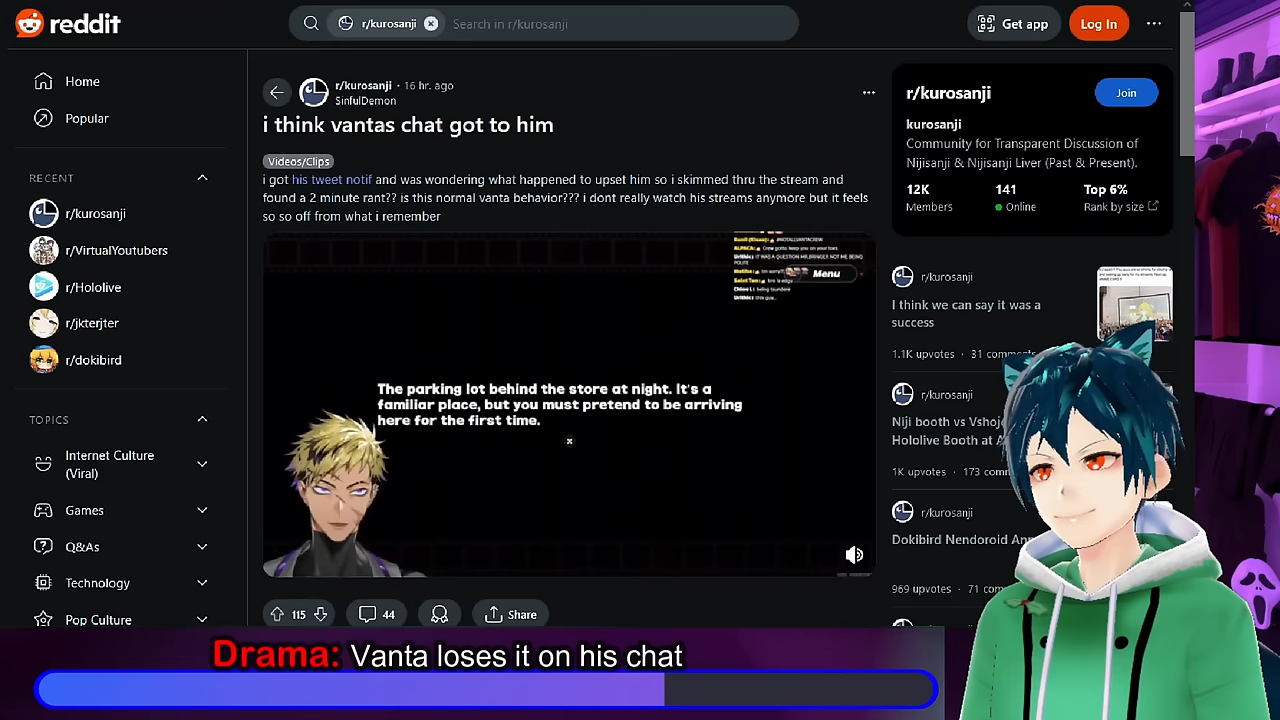 reddit
r/kurosanji
Search in r/kurosanji
Get app
Log In
Home
Popular
RECENT
r/kurosanji
r/VirtualYoutubers
r/Hololive
r/jkterjter
r/dokibird
TOPICS
Internet Culture
(Viral)
Games
Q&As
Technology
Pop Culture
r/kurosanji · 16 hr. ago
SinfulDemon
i think vantas chat got to him
Videos/Clips
i got his tweet notif and was wondering what happened to upset him so i skimmed thru the stream and
found a 2 minute rant?? is this normal vanta behavior??? i dont really watch his streams anymore but it feels
so so off from what i remember
Menu
The parking lot behind the store at night. It's a
familiar place, but you must pretend to be arriving
here for the first time.
115
44
Share
r/kurosanji
Join
kurosanji
Community for Transparent Discussion of
Nijisanji & Nijisanji Liver (Past & Present).
12K
141
Top 6%
Members
Online
Rank by size
r/kurosanji
I think we can say it was a
success
1.1K upvotes · 31 comments
r/kurosanji
Niji booth vs Vshojo
Hololive Booth at A
1K upvotes · 173 com
r/kurosanji
Dokibird Nendoroid Ann
969 upvotes · 71 com
Drama: Vanta loses it on his chat